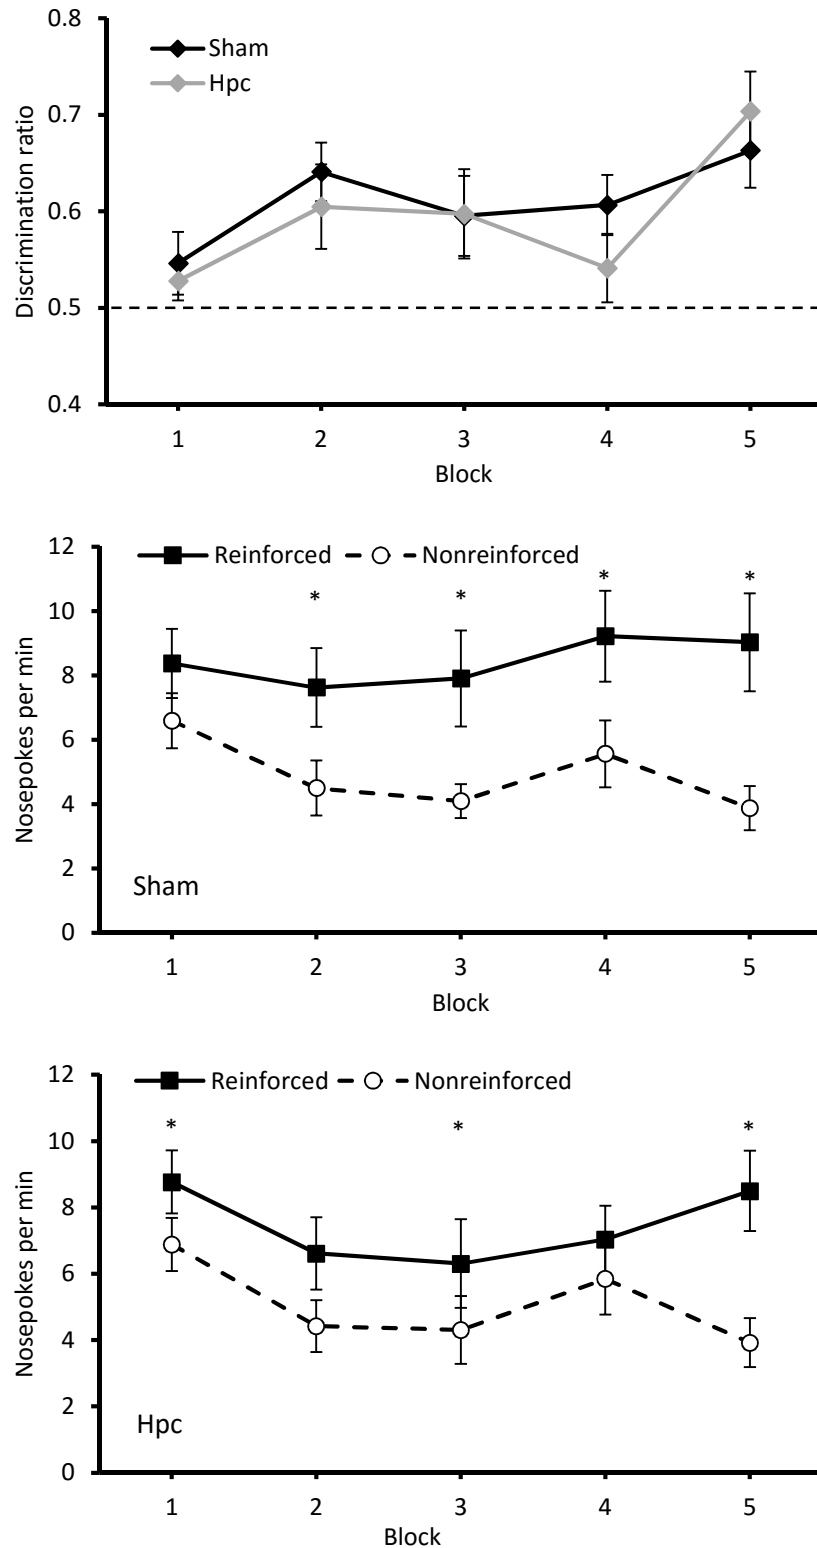 0.8
Sham
Hpc
0.7
0.6
0.5
0.4
Discrimination ratio
1 2 3 4 5
Block
12
Reinforced Nonreinforced
* * * *
10
8
6
4
2
0
Nosepokes per min
Sham
1 2 3 4 5
Block
12
Reinforced Nonreinforced
* * *
10
8
6
4
2
0
Nosepokes per min
Hpc
1 2 3 4 5
Block